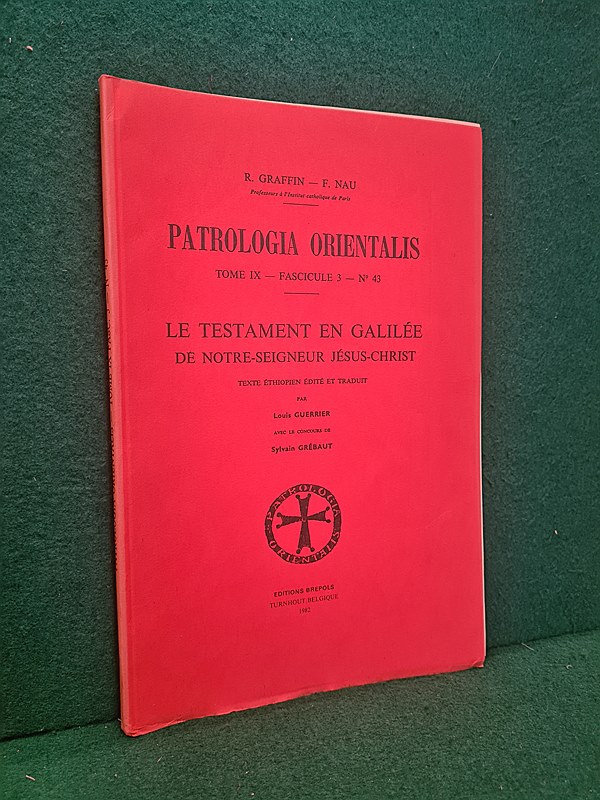 R. GRAFFIN — F. NAU
Professeurs à l'Institut catholique de Paris
PATROLOGIA ORIENTALIS
TOME IX — FASCICULE 3 — Nº 43
LE TESTAMENT EN GALILÉE
DE NOTRE-SEIGNEUR JÉSUS-CHRIST
TEXTE ÉTHIOPIEN ÉDITÉ ET TRADUIT
PAR
Louis GUERRIER
AVEC LE CONCOURS DE
Sylvain GRÉBAUT
PATROLOGIA
ORIENTALIS
EDITIONS BREPOLS
TURNHOUT/BELGIQUE
1982